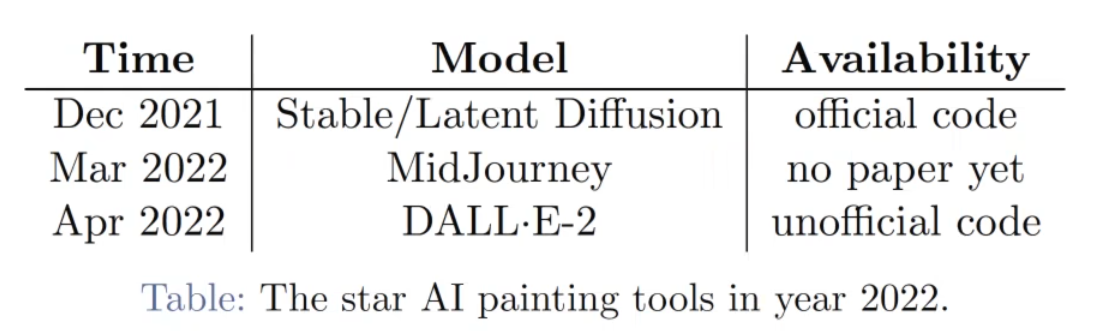 Time Model Availability
Dec 2021 Stable/Latent Diffusion official code
Mar 2022 MidJourney no paper yet
Apr 2022 DALL·E-2 unofficial code
Table: The star AI painting tools in year 2022.